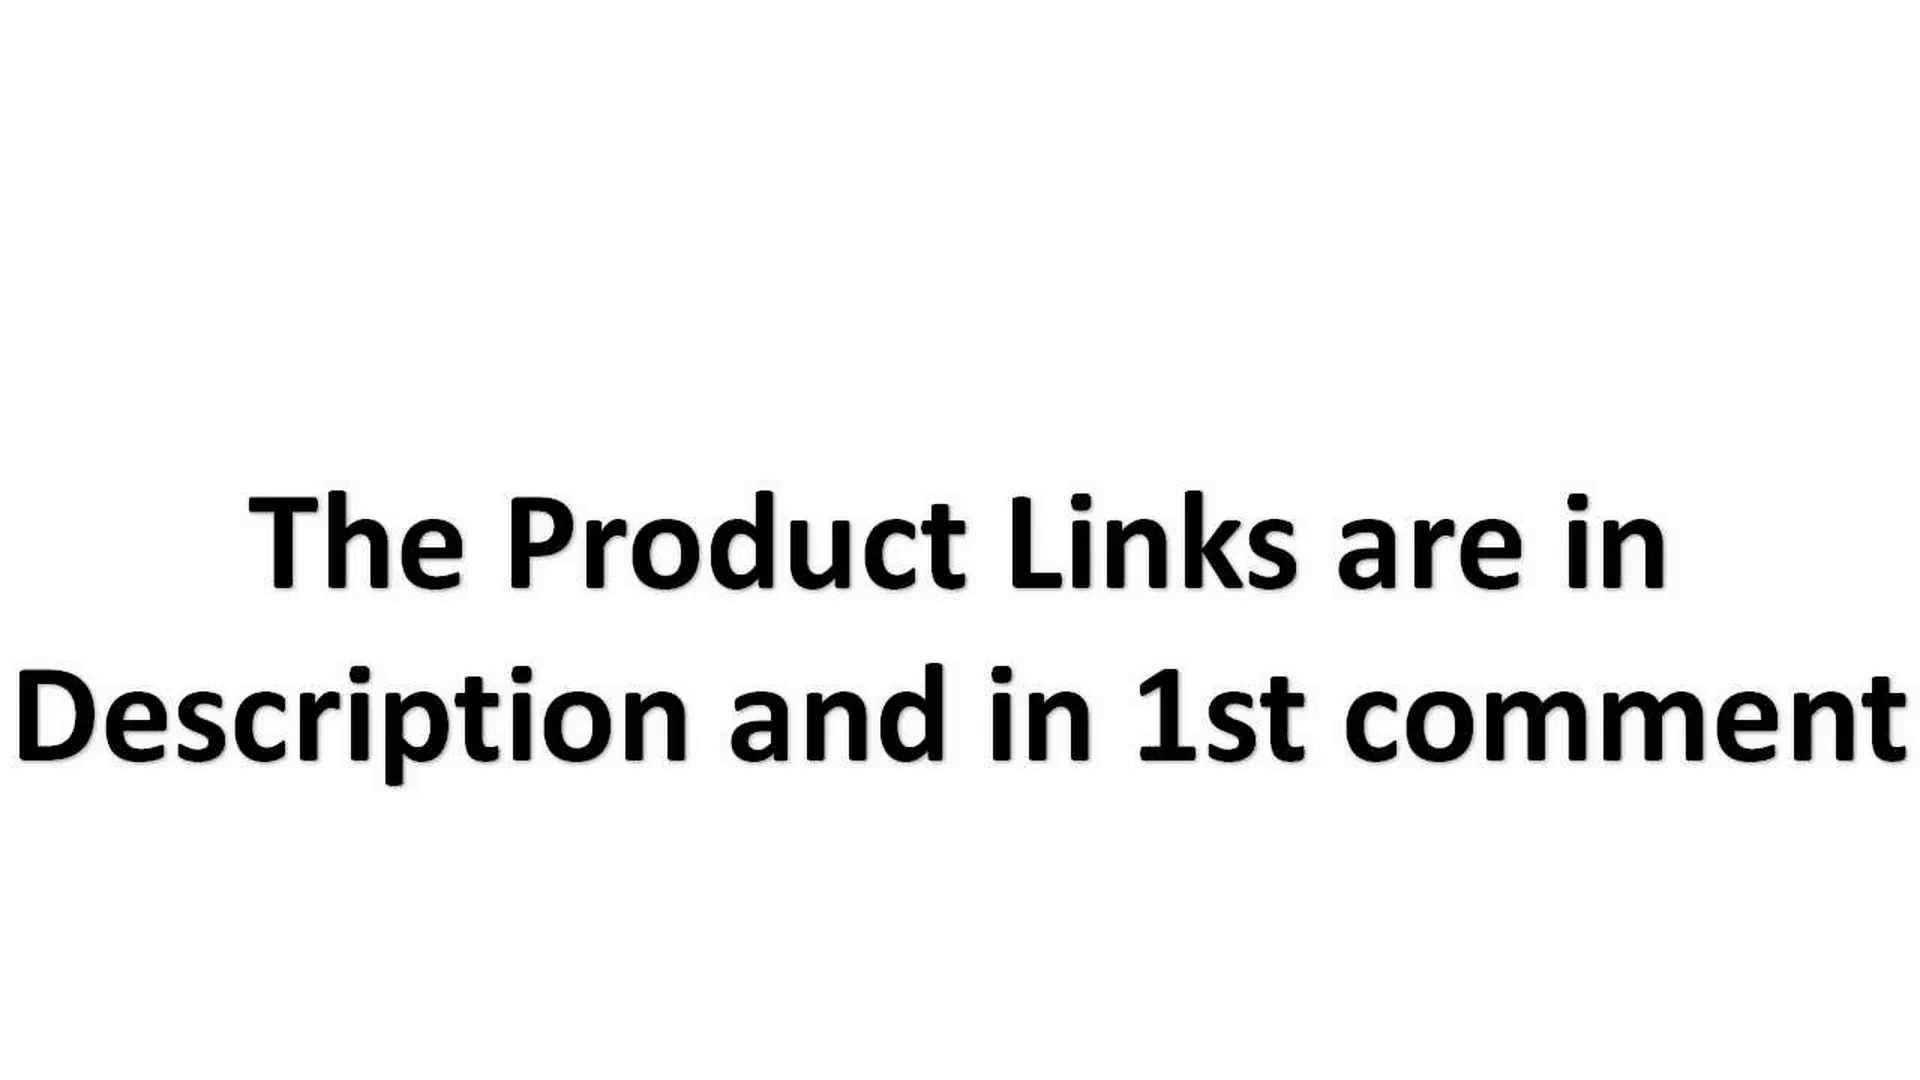 The Product Links are in
Description and in 1st comment